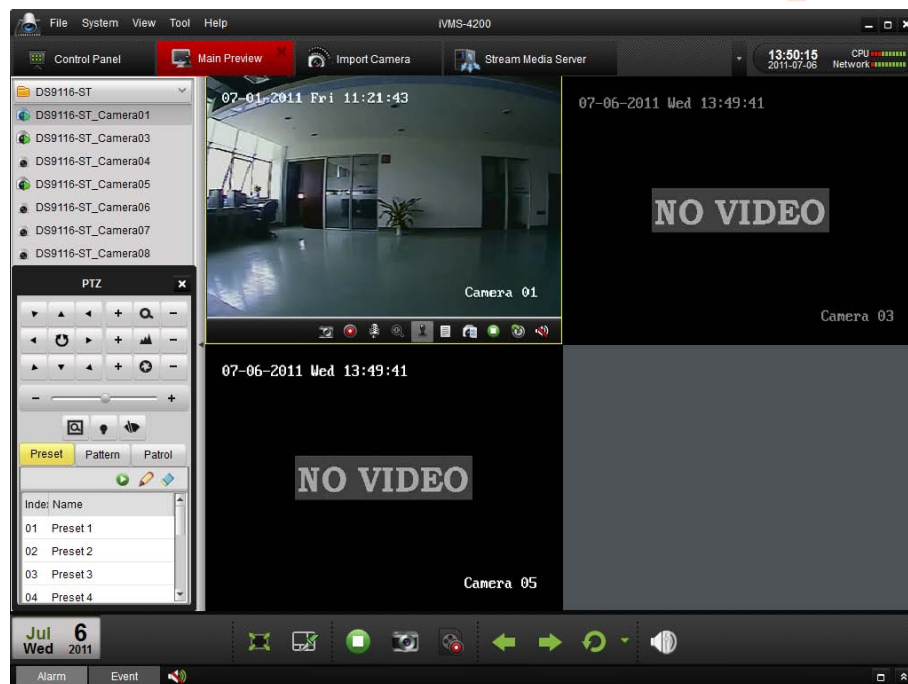 File System View Tool Help iVMS-4200
Control Panel Main Preview Import Camera Stream Media Server 13:50:15 CPU
2011-07-06 Network
DS9116-ST
DS9116-ST_Camera01
DS9116-ST_Camera03
DS9116-ST_Camera04
DS9116-ST_Camera05
DS9116-ST_Camera06
DS9116-ST_Camera07
DS9116-ST_Camera08
07-01-2011 Fri 11:21:43
Camera 01
07-06-2011 Wed 13:49:41
NO VIDEO
Camera 03
PTZ
Preset Pattern Patrol
Inde: Name
01 Preset 1
02 Preset 2
03 Preset 3
04 Preset 4
07-06-2011 Wed 13:49:41
NO VIDEO
Camera 05
Jul 6
Wed 2011
Alarm Event